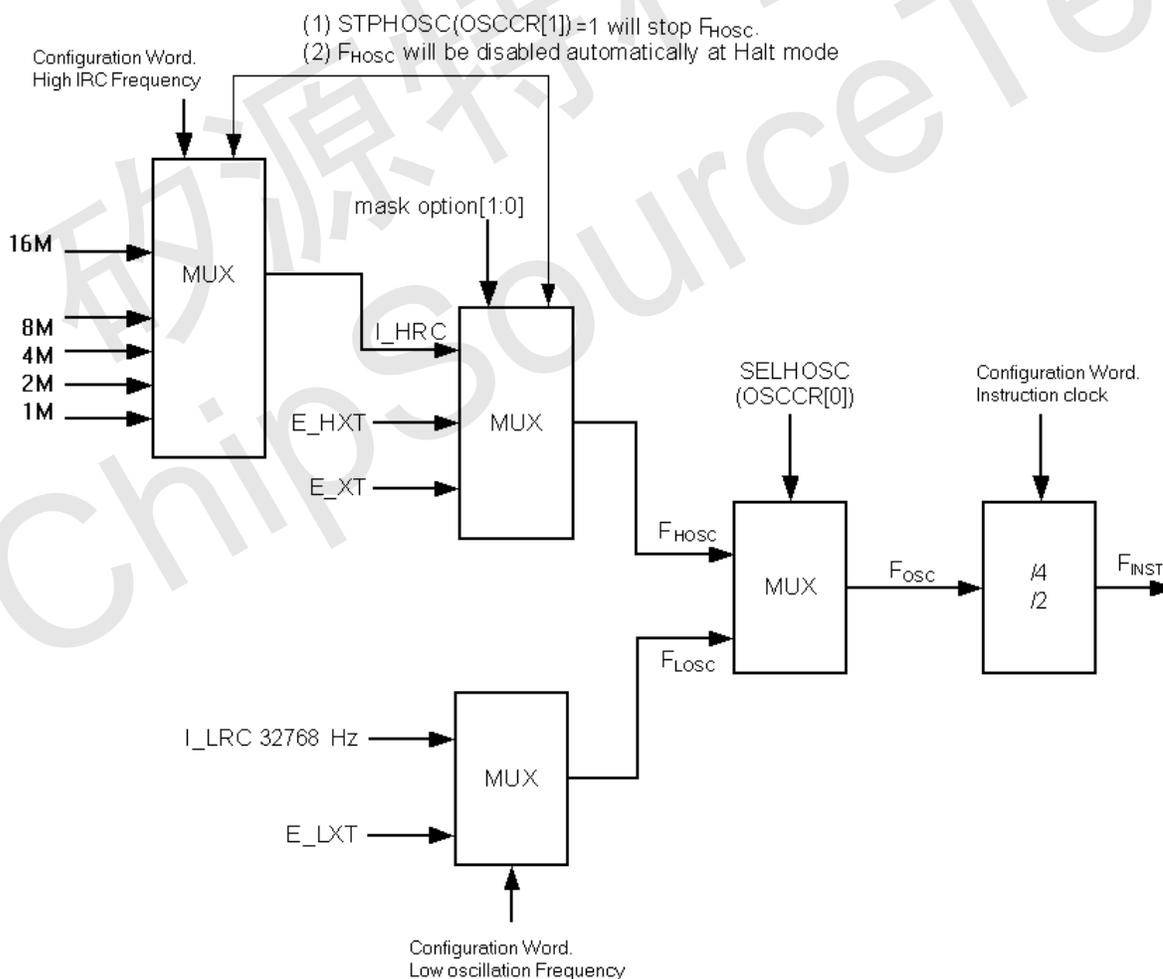 (1) STPHOSC(OSCCR[1])=1 will stop FHOSC.
(2) FHOSC will be disabled automatically at Halt mode
Configuration Word.
High IRC Frequency
mask option[1:0]
16M
8M
4M
2M
1M
MUX
I_HRC
E_HXT
E_XT
MUX
SELHOSC
(OSCCR[0])
Configuration Word.
Instruction clock
FHOSC
FLOSC
MUX
FOSC
/4
/2
FINST
I_LRC 32768 Hz
E_LXT
MUX
Configuration Word.
Low oscillation Frequency
矽源特科
ChipSourceTe